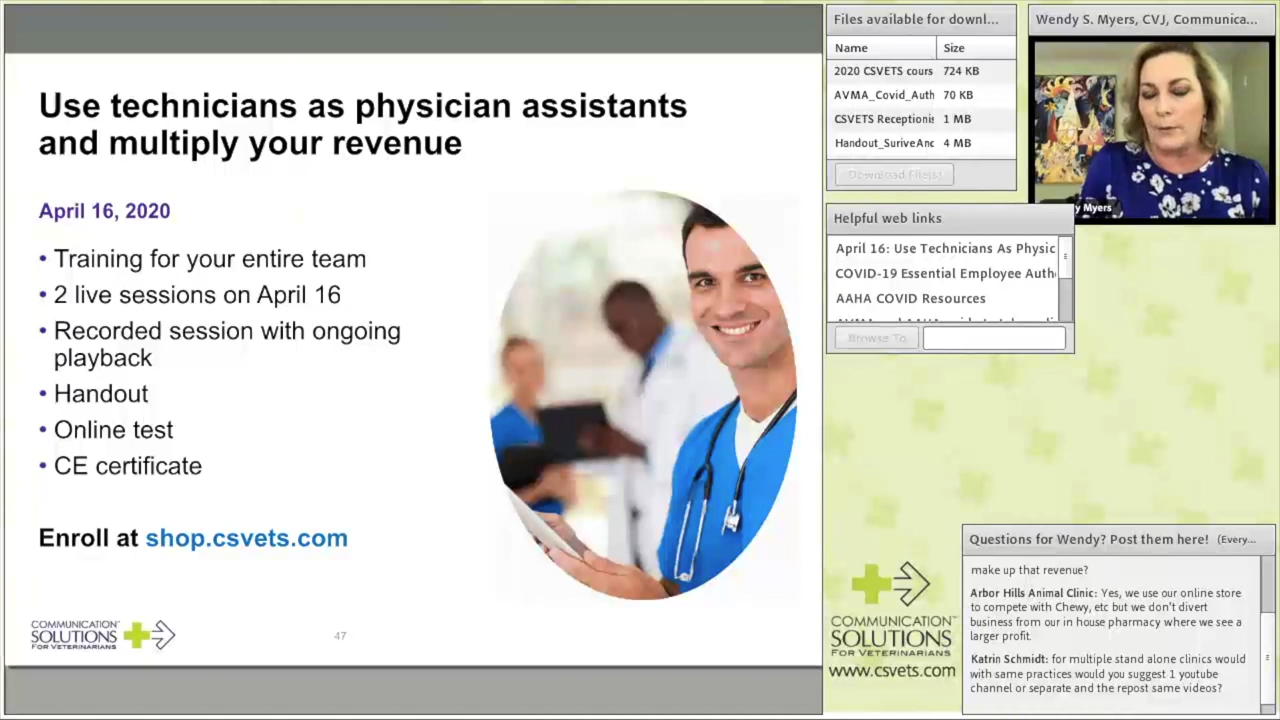 Use technicians as physician assistants
and multiply your revenue
April 16, 2020
• Training for your entire team
• 2 live sessions on April 16
• Recorded session with ongoing
playback
• Handout
• Online test
• CE certificate
Enroll at shop.csvets.com
COMMUNICATION
SOLUTIONS
FOR VETERINARIANS
47
Files available for downl...
Name Size
2020 CSVETS cours 724 KB
AVMA_Covid_Auth 70 KB
CSVETS Receptionis 1 MB
Handout_SuriveAnc 4 MB
Download File(s)
Wendy S. Myers, CVJ, Communica...
y Myers
Helpful web links
April 16: Use Technicians As Physic
COVID-19 Essential Employee Auth
AAHA COVID Resources
Browse To
COMMUNICATION
SOLUTIONS
FOR VETERINARIANS
www.csvets.com
Questions for Wendy? Post them here! (Every...
make up that revenue?
Arbor Hills Animal Clinic: Yes, we use our online store
to compete with Chewy, etc but we don't divert
business from our in house pharmacy where we see a
larger profit.
Katrin Schmidt: for multiple stand alone clinics would
with same practices would you suggest 1 youtube
channel or separate and the repost same videos?